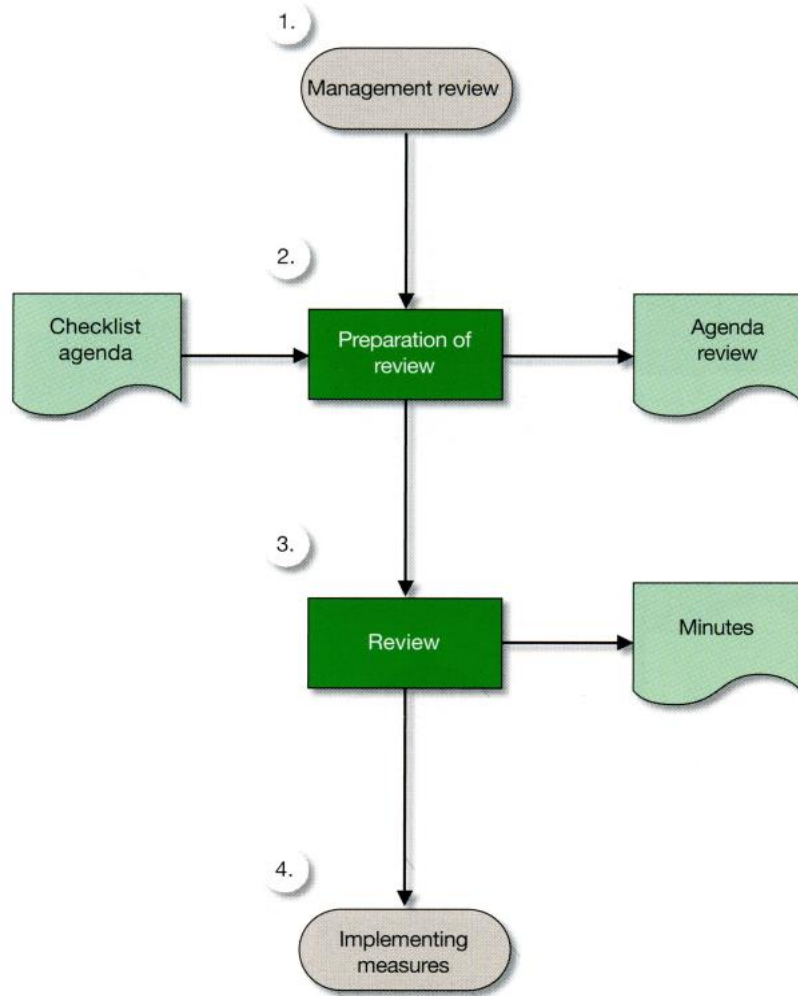 1.
Management review
2.
Checklist
agenda
Preparation of
review
Agenda
review
3.
Review
Minutes
4.
Implementing
measures